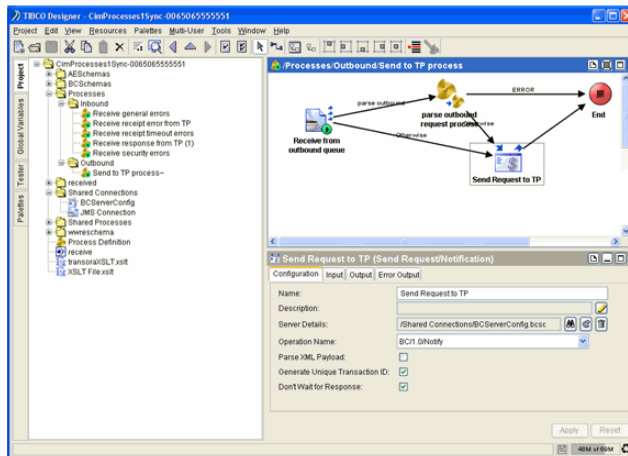 TIBCO Designer - CimProcesses1Sync-0065065555551
Project Edit View Resources Palettes Multi-User Tools Window Help
Project
Global Variables
Tester
Palettes
CimProcesses1Sync-0065065555551
AESchemas
BCSchemas
Processes
Inbound
Receive general errors
Receive receipt error from TP
Receive receipt timeout errors
Receive response from TP (1)
Receive security errors
Outbound
Send to TP process~
received
Shared Connections
BCServerConfig
JMS Connection
Shared Processes
wwreschema
Process Definition
receive
transoraXSLT.xslt
XSLT File.xslt
/Processes/Outbound/Send to TP process
parse outbound
ERROR
parse outbound
request process
Otherwise
End
Receive from
outbound queue
Send Request to TP
Send Request to TP (Send Request/Notification)
Configuration Input Output Error Output
Name: Send Request to TP
Description:
Server Details: /Shared Connections/BCServerConfig.bcsc
Operation Name: BC/1.0/Notify
Parse XML Payload:
Generate Unique Transaction ID:
Don't Wait for Response:
Apply Reset